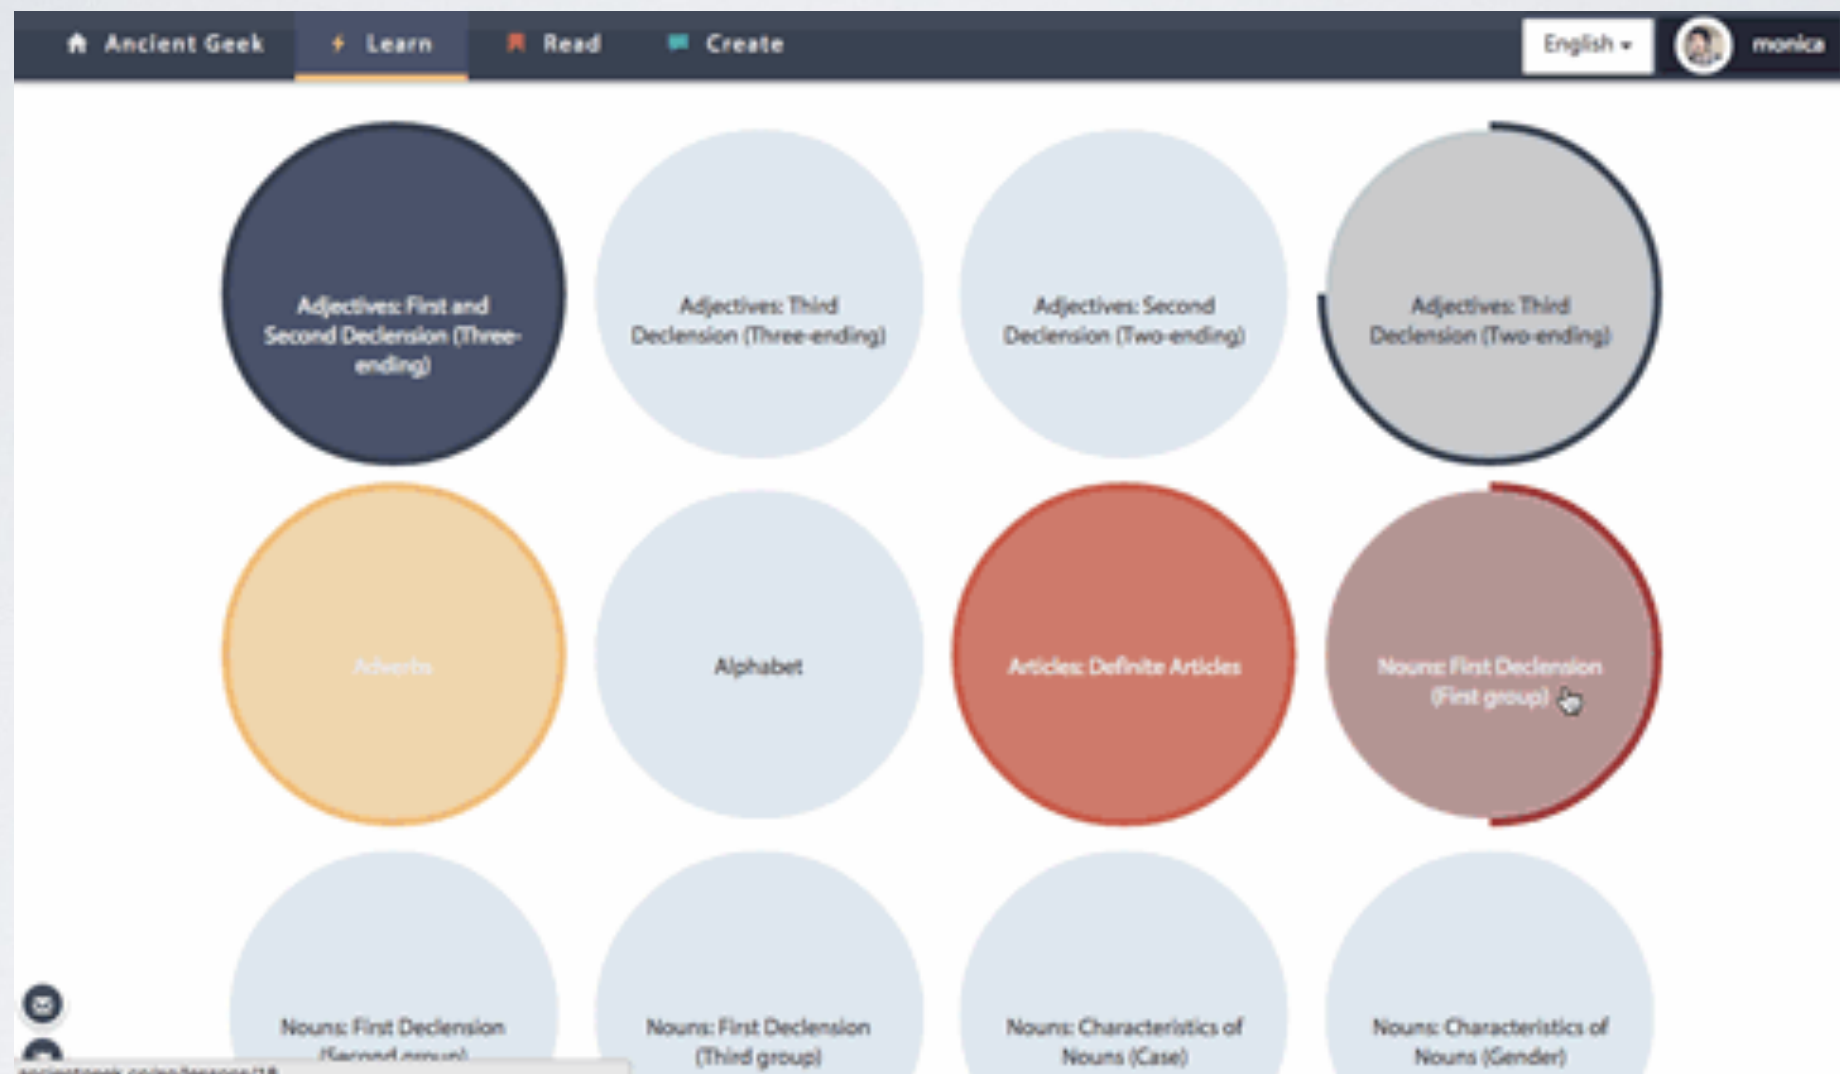 Ancient Geek Learn Read Create English monica
Adjectives: First and
Second Declension (Three-
ending)
Adjectives: Third
Declension (Three-ending)
Adjectives: Second
Declension (Two-ending)
Adjectives: Third
Declension (Two-ending)
Adverbs
Alphabet
Articles: Definite Articles
Nouns: First Declension
(First group)
Nouns: First Declension
(Second group)
Nouns: First Declension
(Third group)
Nouns: Characteristics of
Nouns (Case)
Nouns: Characteristics of
Nouns (Gender)